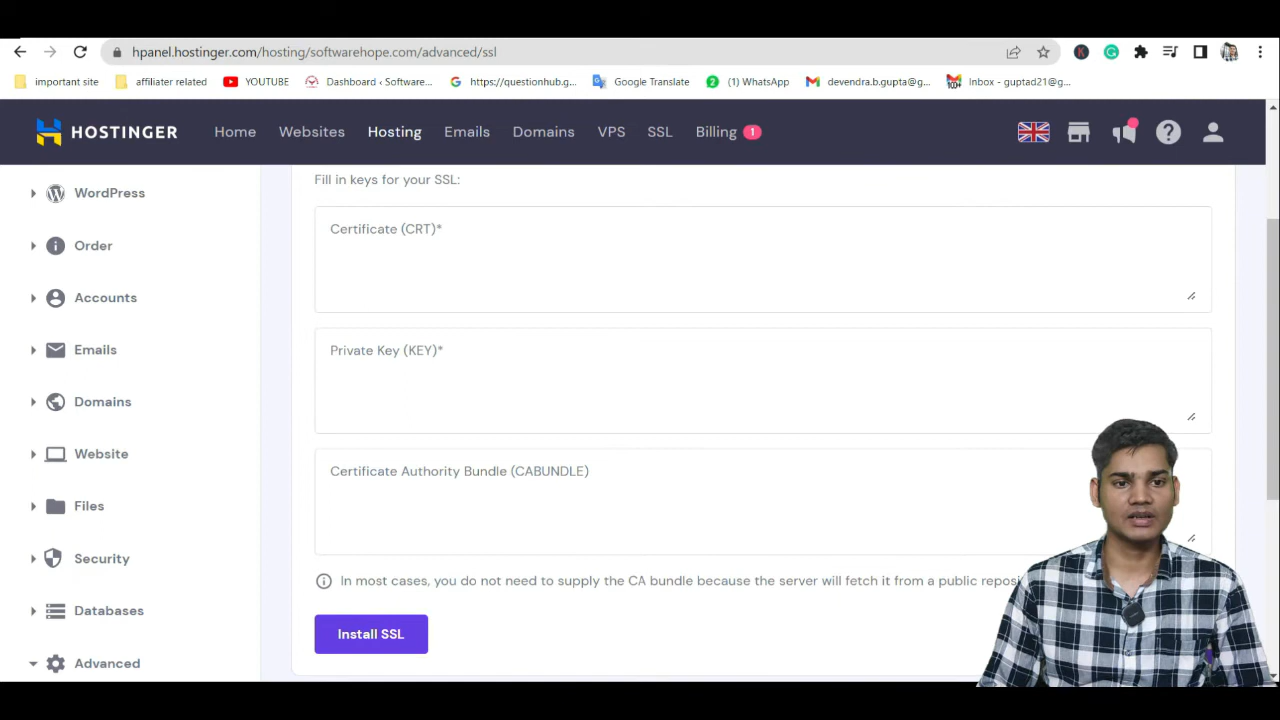 hpanel.hostinger.com/hosting/softwarehope.com/advanced/ssl
important site
affiliater related
YOUTUBE
Dashboard ‹ Software...
https://questionhub.g...
Google Translate
2
(1) WhatsApp
devendra.b.gupta@g...
100+
Inbox - guptad21@g...
HOSTINGER
Home
Websites
Hosting
Emails
Domains
VPS
SSL
Billing 1
WordPress
Order
Accounts
Emails
Domains
Website
Files
Security
Databases
Advanced
Fill in keys for your SSL:
Certificate (CRT)*
Private Key (KEY)*
Certificate Authority Bundle (CABUNDLE)
In most cases, you do not need to supply the CA bundle because the server will fetch it from a public
Install SSL